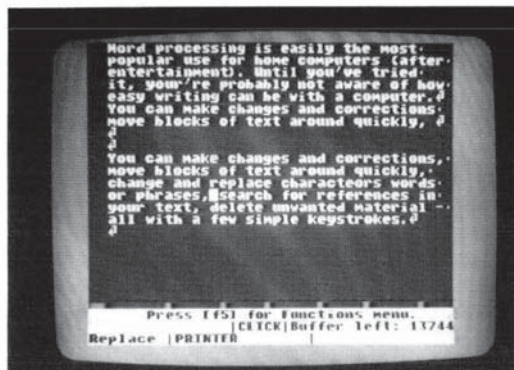 Word processing is easily the most.
popular use for home computers (after.
entertainment). Until you've tried.
it, your're probably not aware of how.
easy writing can be with a computer.↲
You can make changes and corrections.
move blocks of text around quickly, ↲
↲
↲
You can make changes and corrections,.
move blocks of text around quickly,.
change and replace characteors words.
or phrases, search for references in.
your text, delete unwanted material -.
all with a few simple keystrokes.↲
↲
Press [f5] for functions menu.
|CLICK|Buffer left: 13744
Replace |PRINTER |